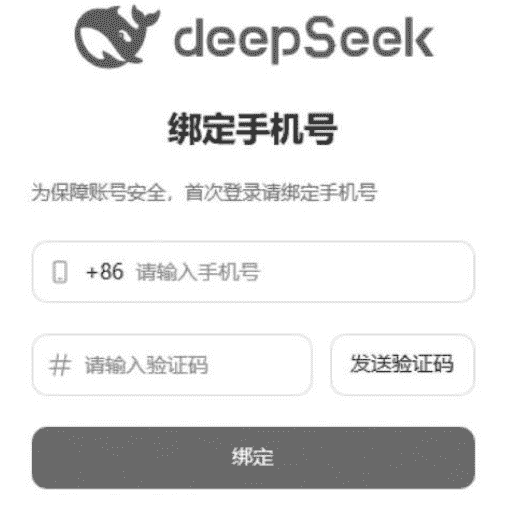 deepSeek
绑定手机号
为保障账号安全，首次登录请绑定手机号
+86 请输入手机号
# 请输入验证码 发送验证码
绑定